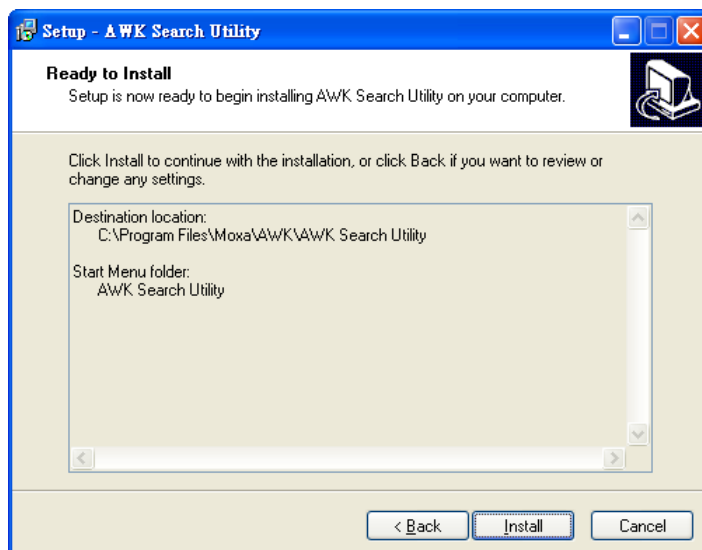 Setup - AWK Search Utility
Ready to Install
Setup is now ready to begin installing AWK Search Utility on your computer.
Click Install to continue with the installation, or click Back if you want to review or
change any settings.
Destination location:
C:\Program Files\Moxa\AWK\AWK Search Utility
Start Menu folder:
AWK Search Utility
< Back
Install
Cancel